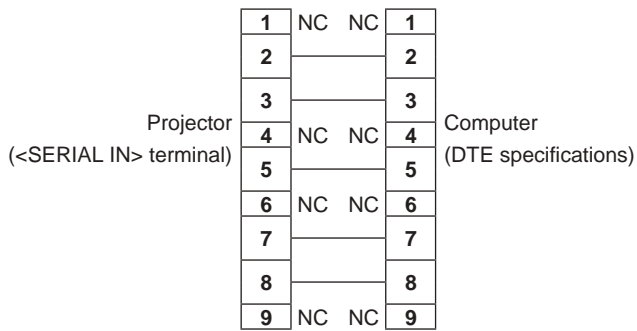 1 NC NC 1
2 2
3 3
Projector Computer
4 NC NC 4
(<SERIAL IN> terminal) (DTE specifications)
5 5
6 NC NC 6
7 7
8 8
9 NC NC 9